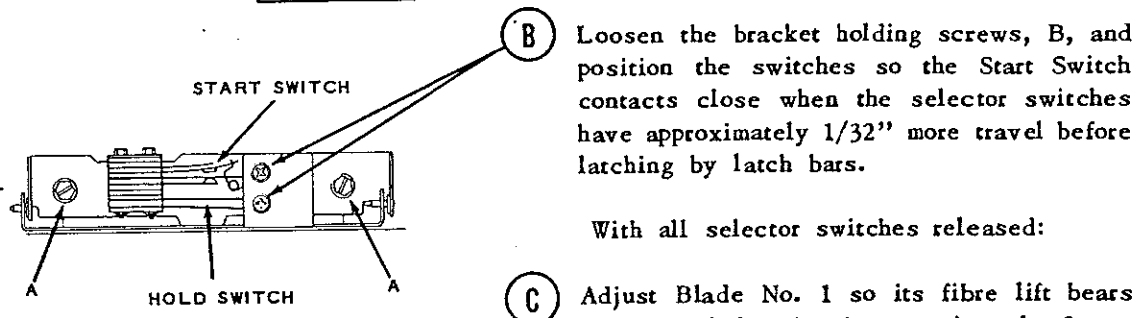 B
Loosen the bracket holding screws, B, and
position the switches so the Start Switch
contacts close when the selector switches
have approximately 1/32” more travel before
latching by latch bars.
START SWITCH
A
HOLD SWITCH
A
With all selector switches released:
C
Adjust Blade No. 1 so its fibre lift bears